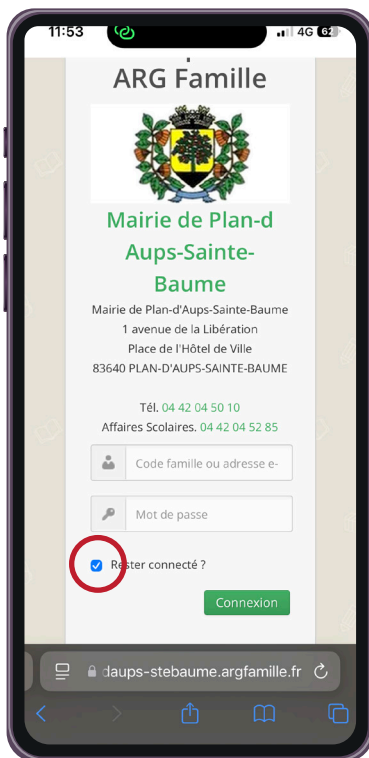 11:53
4G 62
ARG Famille
Mairie de Plan-d
Aups-Sainte-
Baume
Mairie de Plan-d'Aups-Sainte-Baume
1 avenue de la Libération
Place de l'Hôtel de Ville
83640 PLAN-D'AUPS-SAINTE-BAUME
Tél. 04 42 04 50 10
Affaires Scolaires. 04 42 04 52 85
Code famille ou adresse e-
Mot de passe
Rester connecté ?
Connexion
daups-stebaume.argfamille.fr